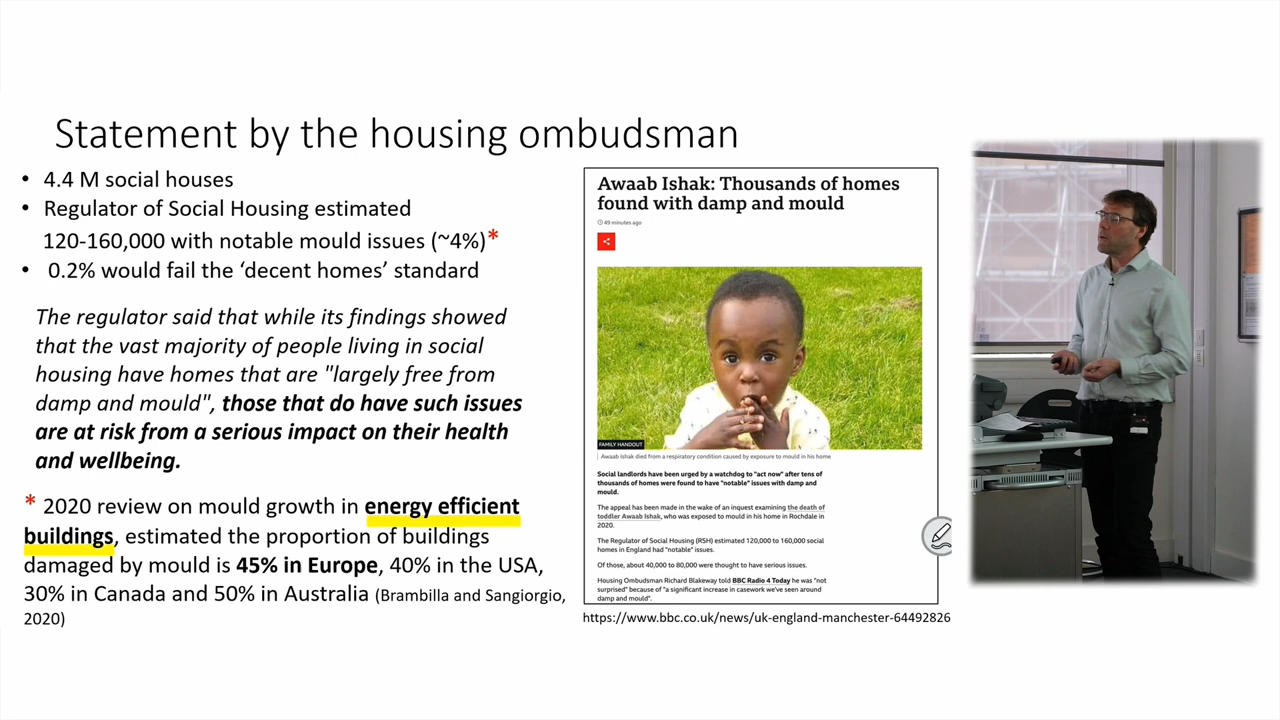 Statement by the housing ombudsman
• 4.4 M social houses
• Regulator of Social Housing estimated
120-160,000 with notable mould issues (~4%)*
• 0.2% would fail the ‘decent homes’ standard
The regulator said that while its findings showed
that the vast majority of people living in social
housing have homes that are "largely free from
damp and mould", those that do have such issues
are at risk from a serious impact on their health
and wellbeing.
* 2020 review on mould growth in energy efficient
buildings, estimated the proportion of buildings
damaged by mould is 45% in Europe, 40% in the USA,
30% in Canada and 50% in Australia (Brambilla and Sangiorgio,
2020)
Awaab Ishak: Thousands of homes
found with damp and mould
49 minutes ago
FAMILY HANDOUT
Awaab Ishak died from a respiratory condition caused by exposure to mould in his home
Social landlords have been urged by a watchdog to "act now" after tens of
thousands of homes were found to have "notable" issues with damp and
mould.
The appeal has been made in the wake of an inquest examining the death of
toddler Awaab Ishak, who was exposed to mould in his home in Rochdale in
2020.
The Regulator of Social Housing (RSH) estimated 120,000 to 160,000 social
homes in England had "notable" issues.
Of those, about 40,000 to 80,000 were thought to have serious issues.
Housing Ombudsman Richard Blakeway told BBC Radio 4 Today he was "not
surprised" because of "a significant increase in casework we've seen around
damp and mould".
https://www.bbc.co.uk/news/uk-england-manchester-64492826